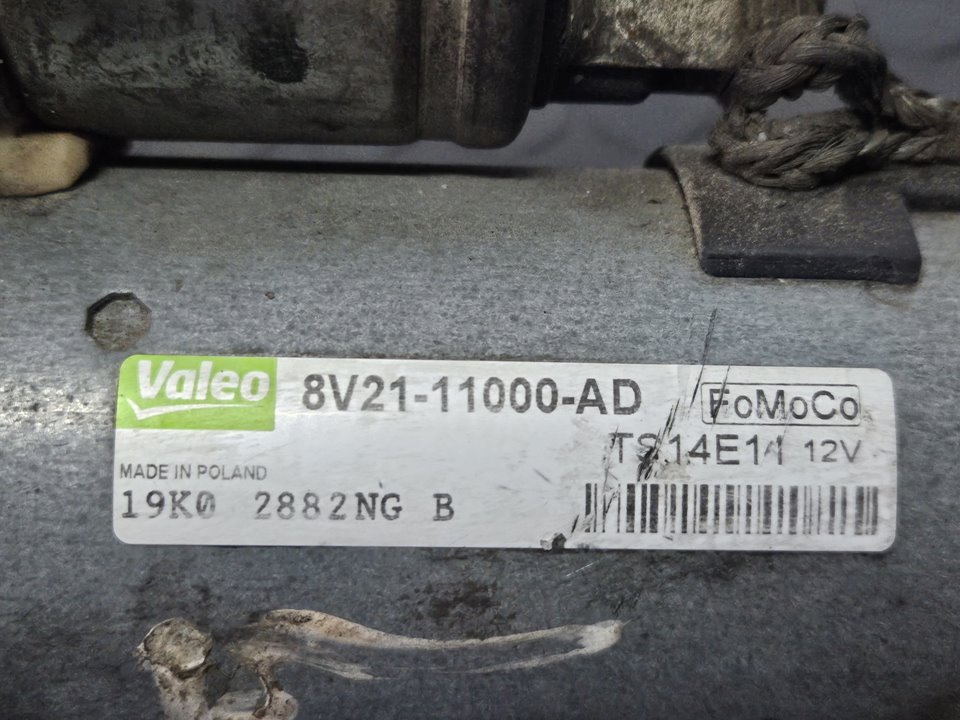 Valeo 8V21-11000-AD FoMoCo
TS14E11 12V
MADE IN POLAND
19K0 2882NG B